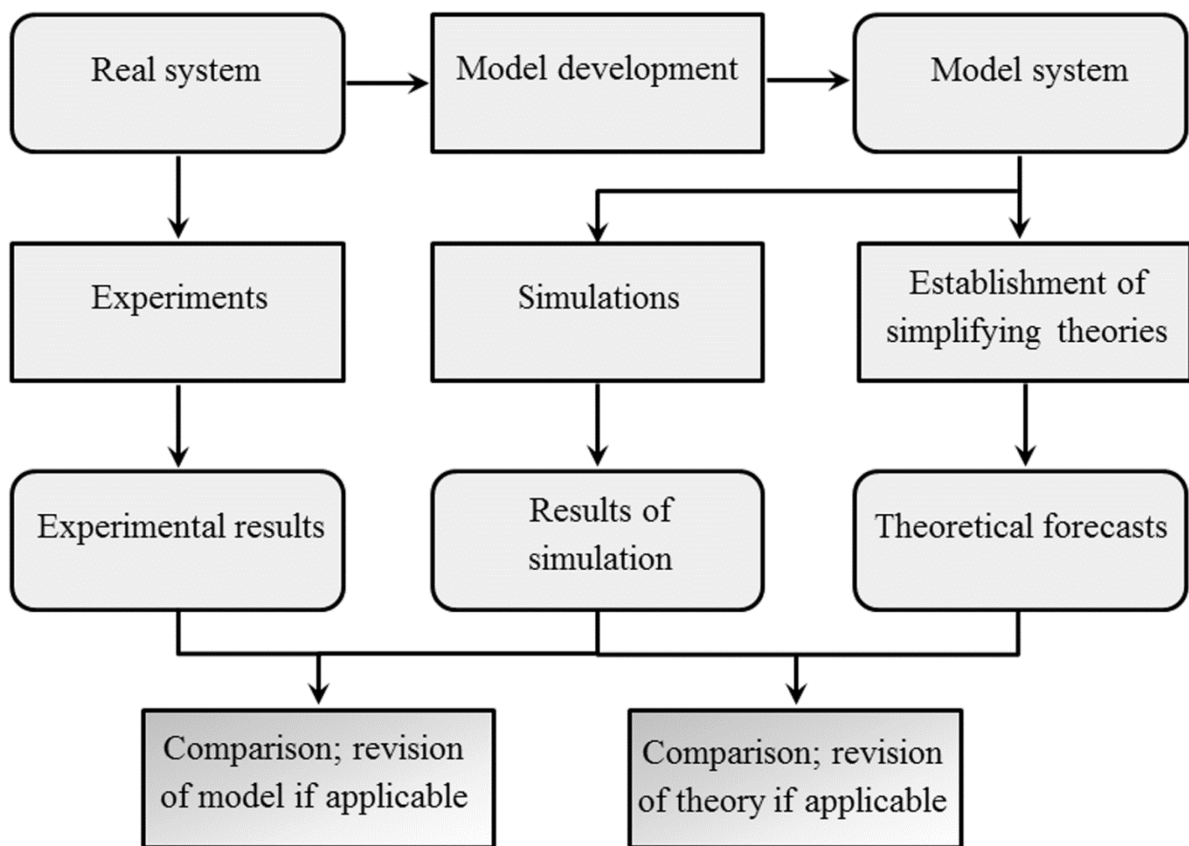 Real system
Model development
Model system
Experiments
Simulations
Establishment of
simplifying theories
Experimental results
Results of
simulation
Theoretical forecasts
Comparison; revision
of model if applicable
Comparison; revision
of theory if applicable